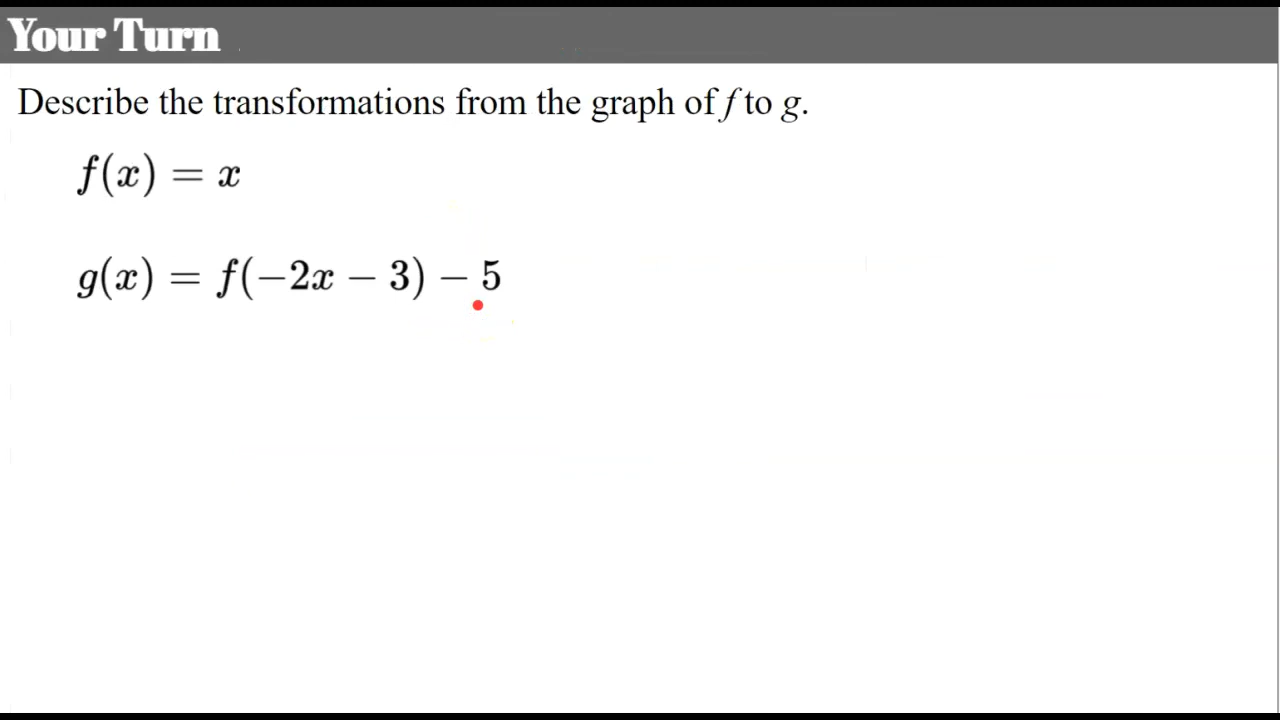 Your Turn
Describe the transformations from the graph of f to g.
f(x) = x
g(x) = f(−2x − 3) − 5